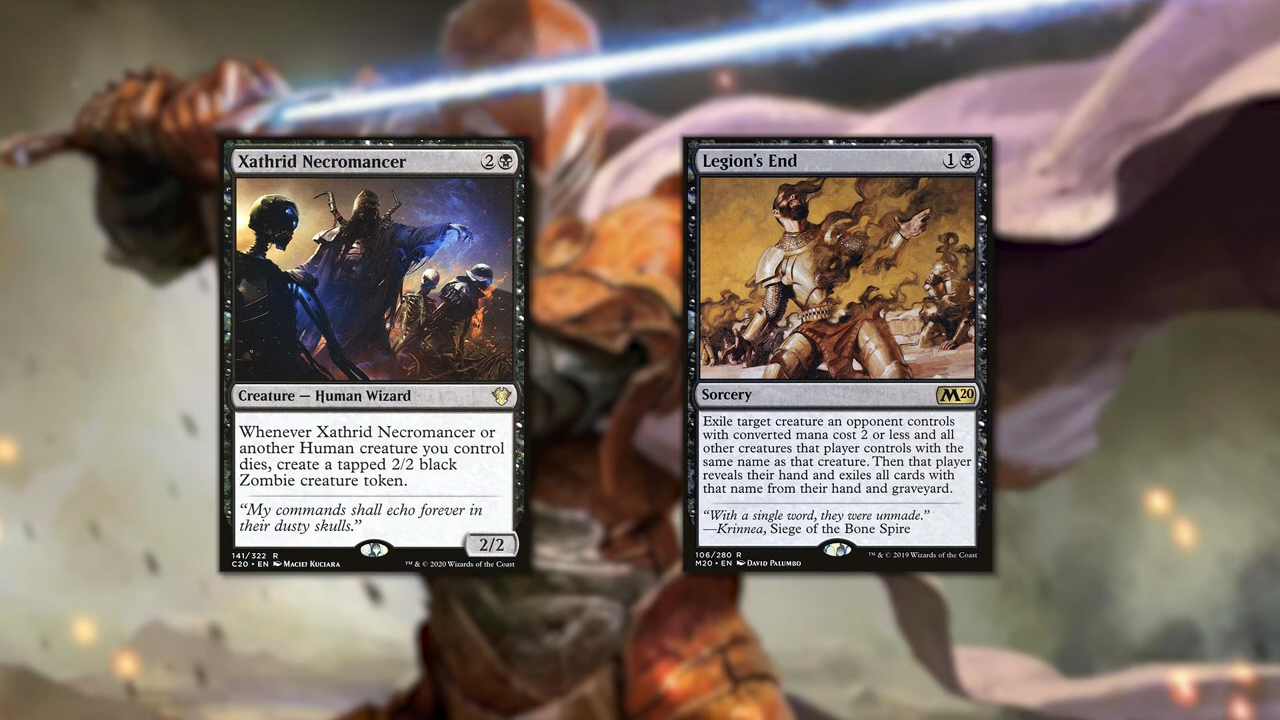 Xathrid Necromancer 2
Creature — Human Wizard
Whenever Xathrid Necromancer or
another Human creature you control
dies, create a tapped 2/2 black
Zombie creature token.
“My commands shall echo forever in
their dusty skulls.”
2/2
141/322 R
C20 • EN Maciej Kuciara
™ & © 2020 Wizards of the Coast
Legion’s End 1
Sorcery
M20
Exile target creature an opponent controls
with converted mana cost 2 or less and all
other creatures that player controls with the
same name as that creature. Then that player
reveals their hand and exiles all cards with
that name from their hand and graveyard.
“With a single word, they were unmade.”
—Krinnea, Siege of the Bone Spire
106/280 R
M20 • EN David Palumbo
™ & © 2019 Wizards of the Coast